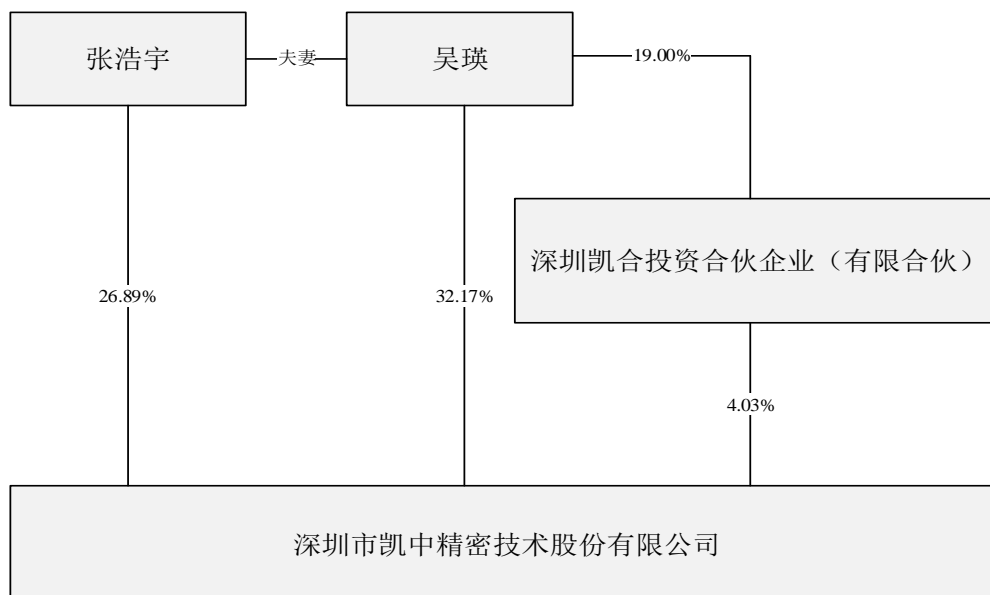 张浩宇
夫妻
吴瑛
19.00%
深圳凯合投资合伙企业（有限合伙）
26.89%
32.17%
4.03%
深圳市凯中精密技术股份有限公司